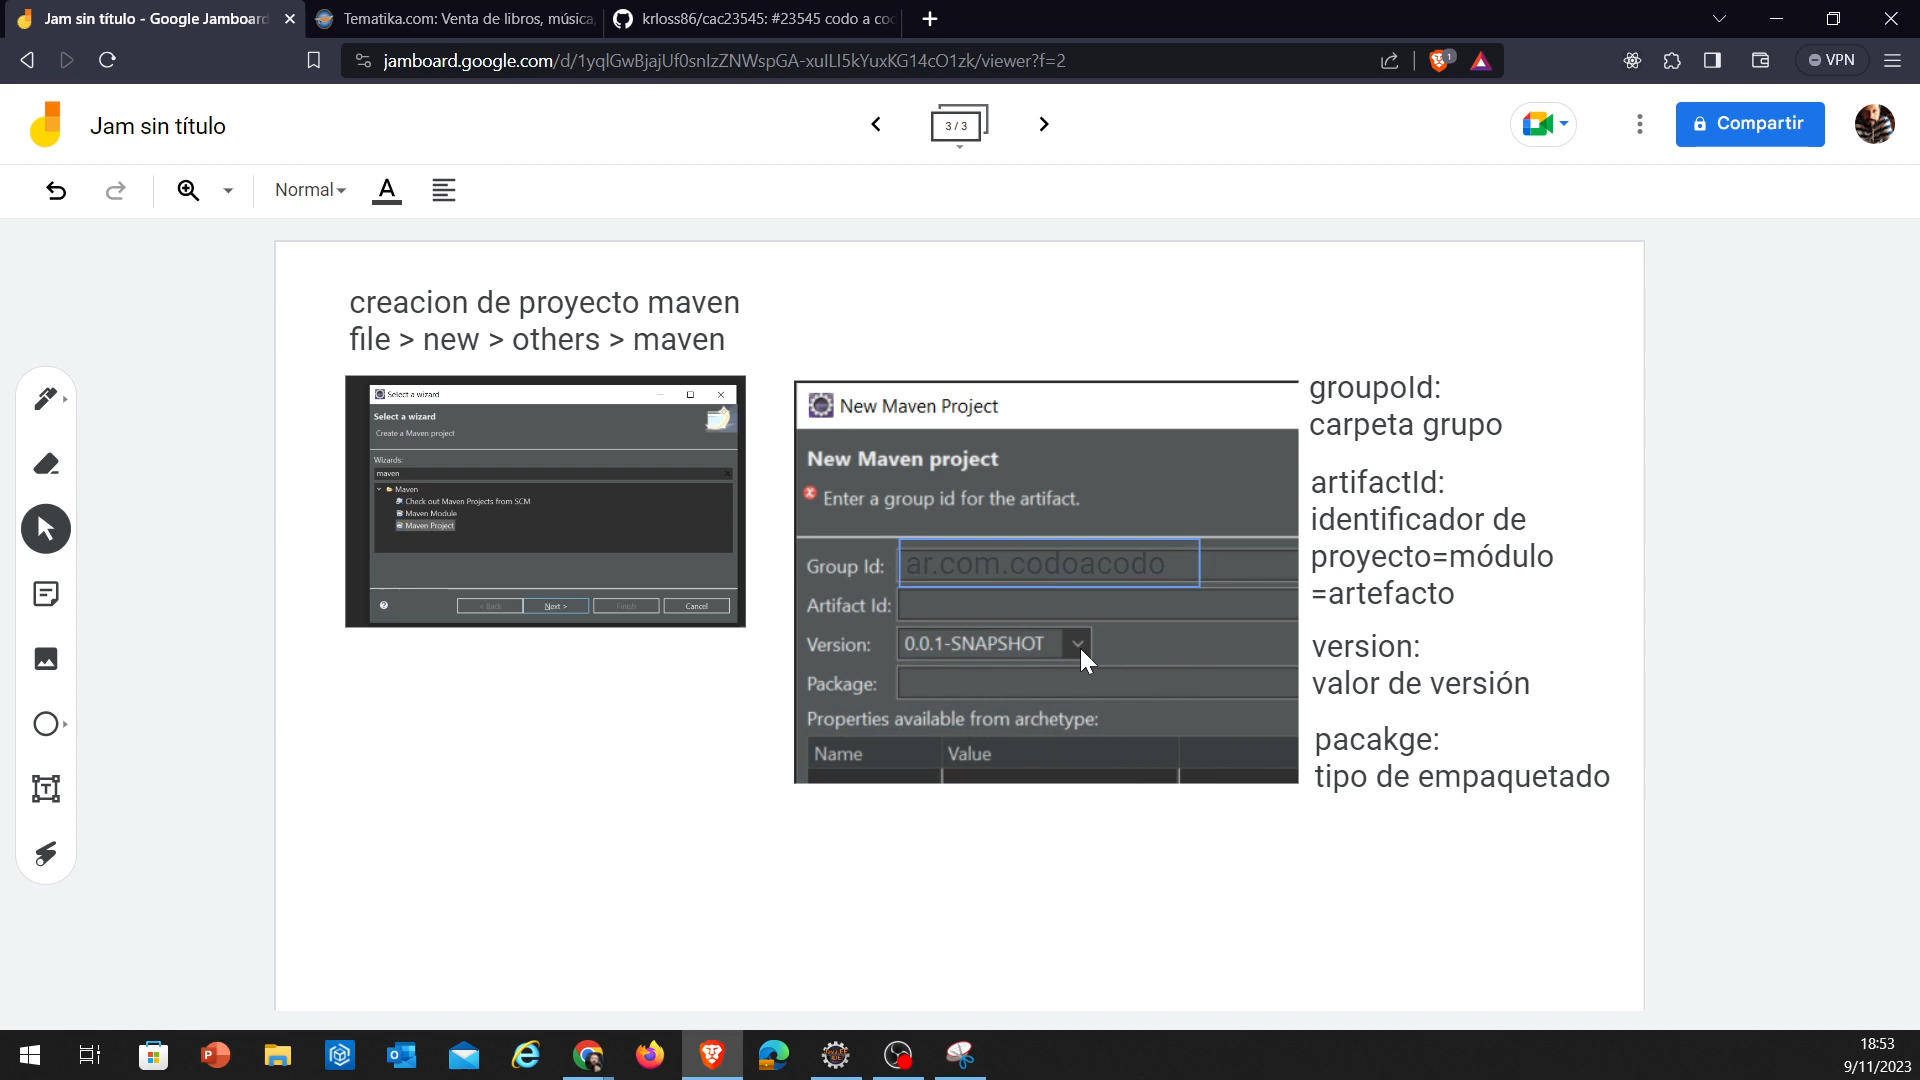 Jam sin título - Google Jamboard
Tematika.com: Venta de libros, música,
krloss86/cac23545: #23545 codo a coc
jamboard.google.com/d/1yqlGwBjajUf0snIzZNWspGA-xulLI5kYuxKG14cO1zk/viewer?f=2
1
VPN
Jam sin título
3 / 3
Compartir
Normal
A
creacion de proyecto maven
file > new > others > maven
Select a wizard
Select a wizard
Create a Maven project
Wizards:
maven
Maven
Check out Maven Projects from SCM
Maven Module
Maven Project
< Back
Next >
Finish
Cancel
New Maven Project
New Maven project
Enter a group id for the artifact.
Group Id:
ar.com.codoacodo
Artifact Id:
Version:
0.0.1-SNAPSHOT
Package:
Properties available from archetype:
Name
Value
groupoId:
carpeta grupo
artifactId:
identificador de
proyecto=módulo
=artefacto
version:
valor de versión
pacakge:
tipo de empaquetado
18:53
9/11/2023